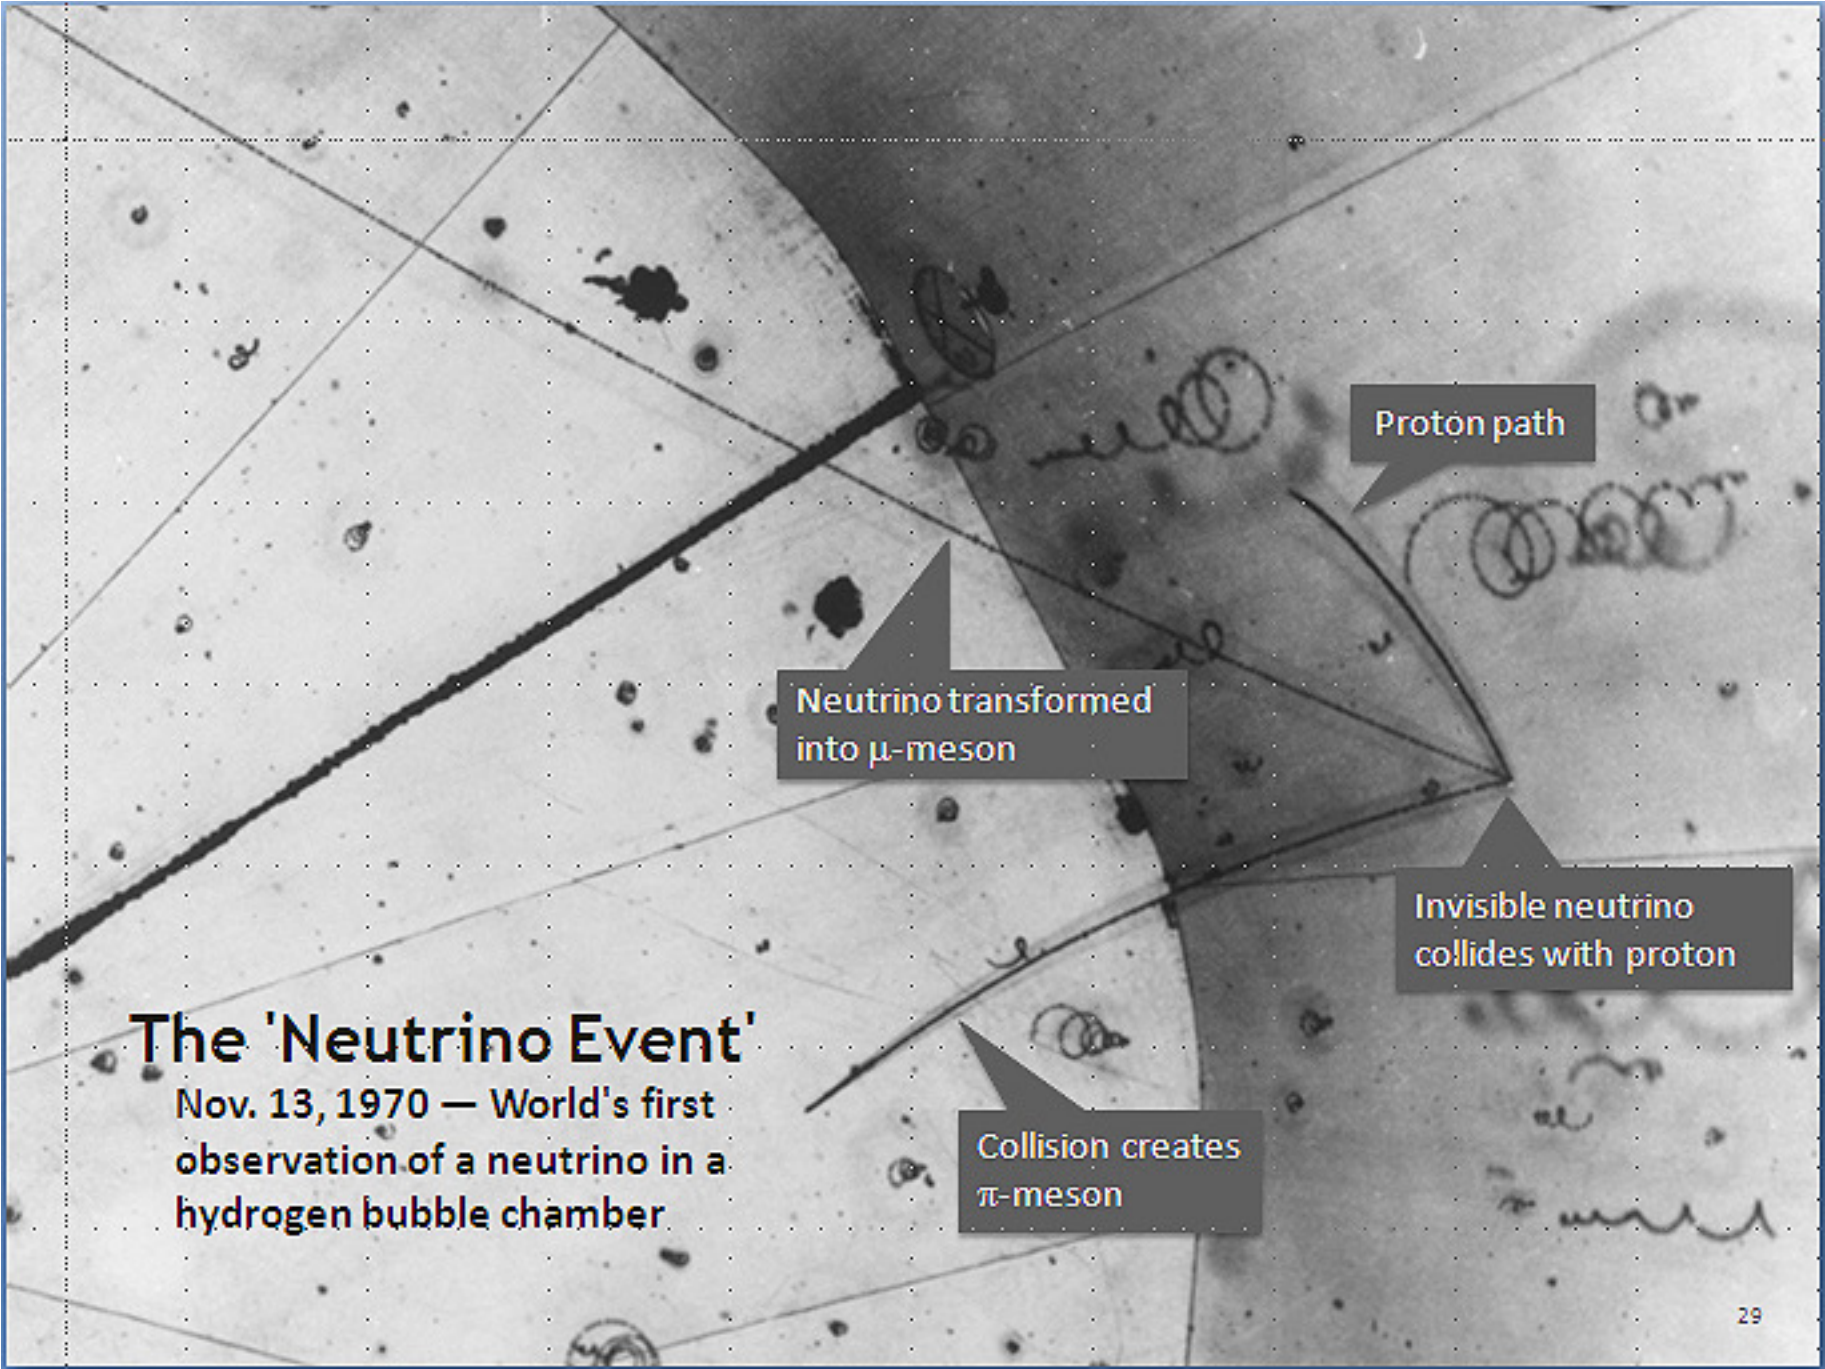 Proton path
Neutrino transformed
into μ-meson
Invisible neutrino
collides with proton
The 'Neutrino Event'
Nov. 13, 1970 — World's first
observation of a neutrino in a
hydrogen bubble chamber
Collision creates
π-meson
29